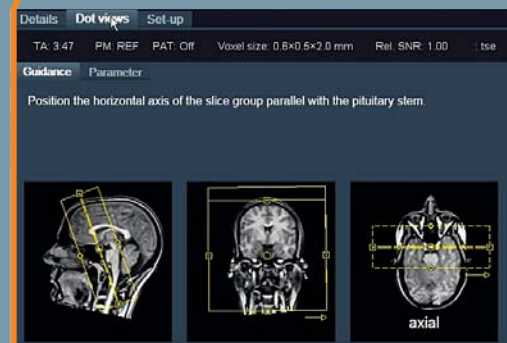 Details Dot views Set-up
TA: 3:47 PM: REF PAT: Off Voxel size: 0.6×0.5×2.0 mm Rel. SNR: 1.00 : tse
Guidance Parameter
Position the horizontal axis of the slice group parallel with the pituitary stem.
axial